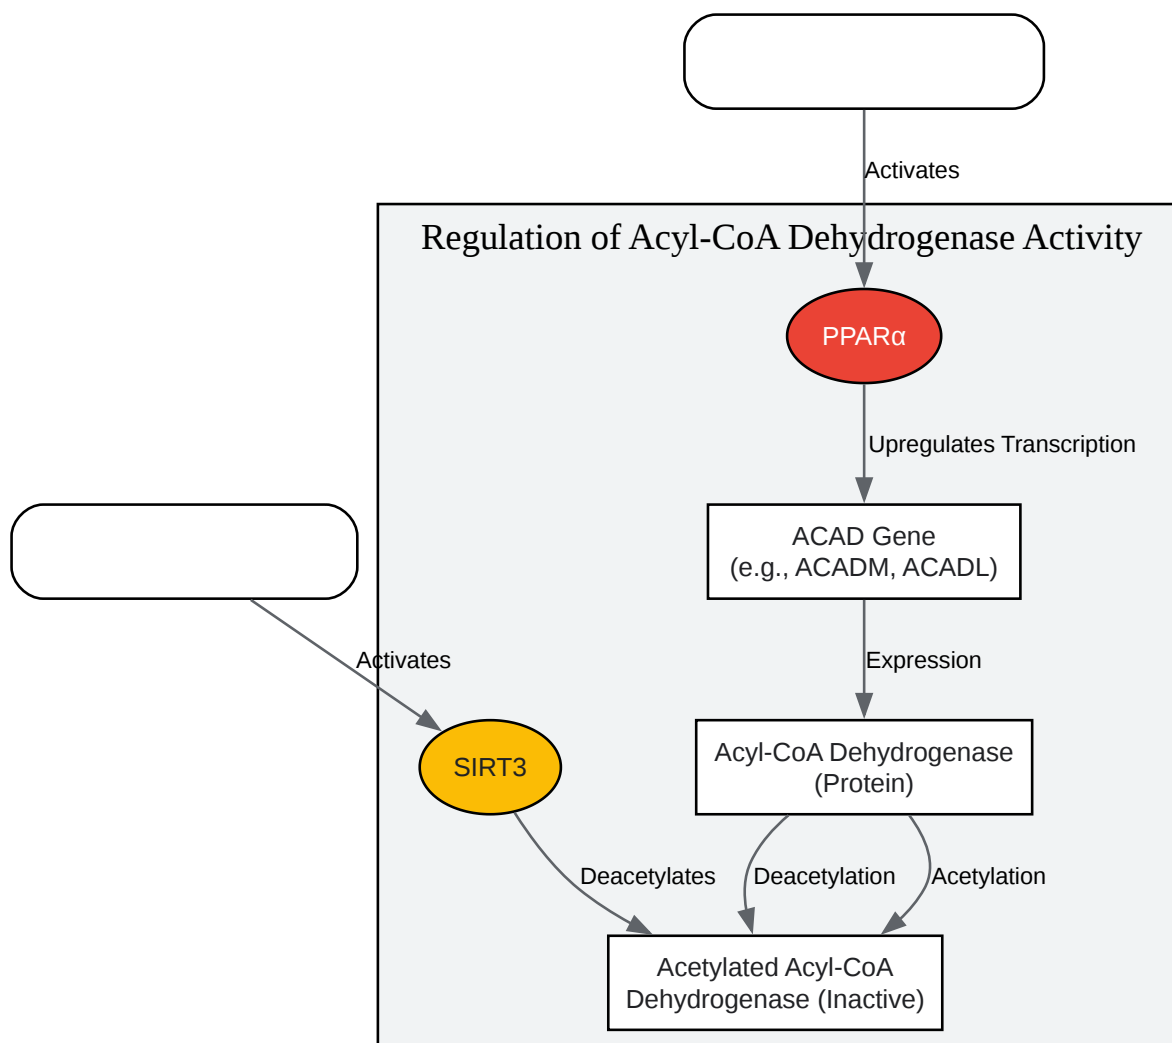 Activates
Regulation of Acyl-CoA Dehydrogenase Activity
PPARα
Upregulates Transcription
ACAD Gene
(e.g., ACADM, ACADL)
Activates
Expression
SIRT3
Acyl-CoA Dehydrogenase
(Protein)
Deacetylates
Deacetylation
Acetylation
Acetylated Acyl-CoA
Dehydrogenase (Inactive)